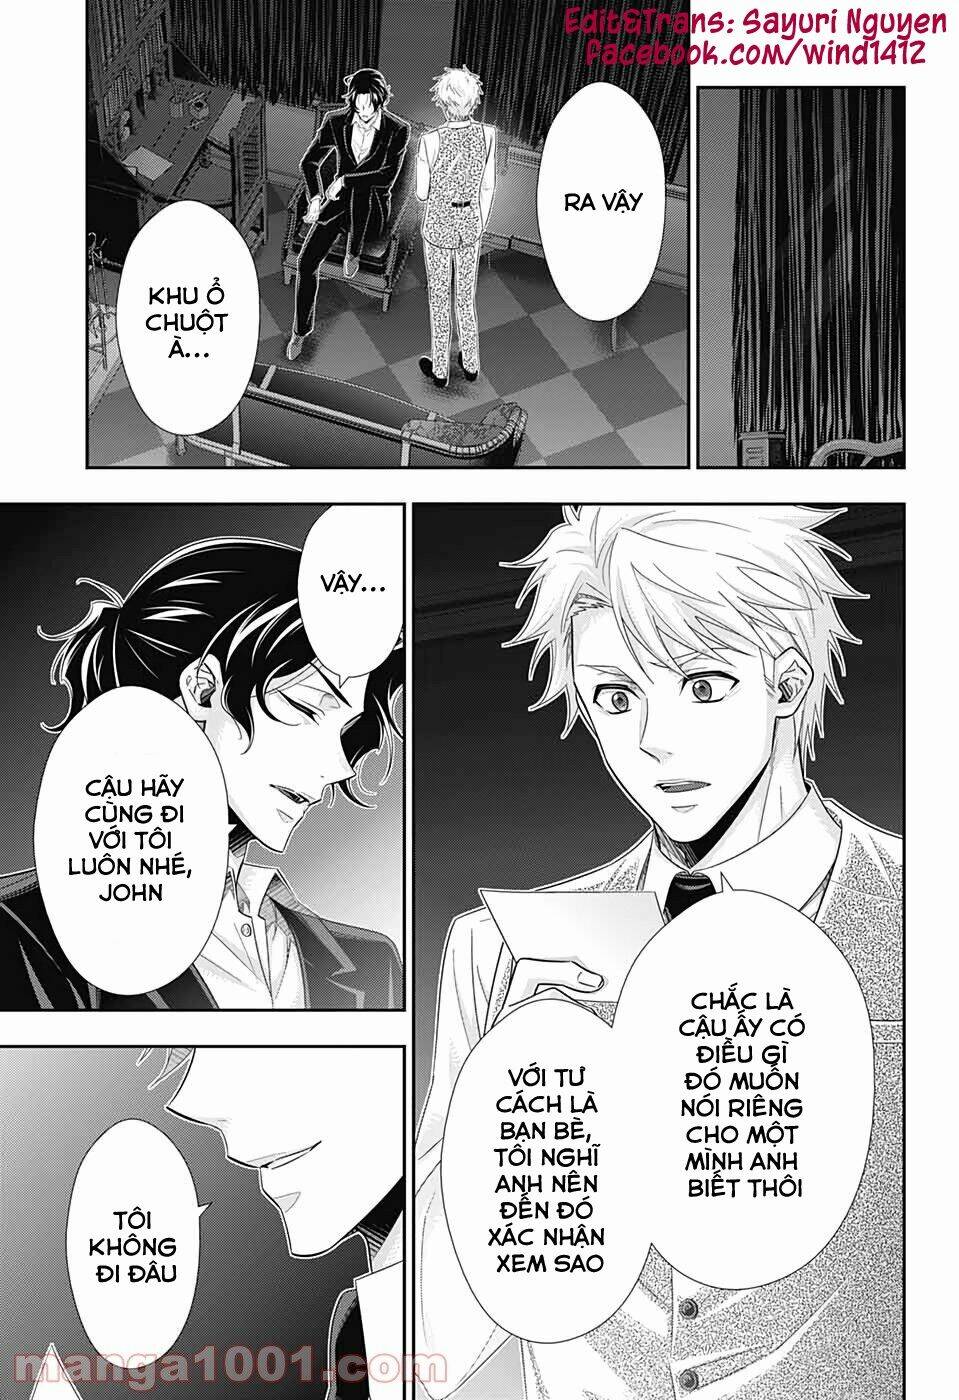 Edit&Trans: Sayuri Nguyen
Facebook.com/wind1412
RA VẬY
KHU Ổ
CHUỘT
À...
CHẮC LÀ
CẬU ẤY CÓ
ĐIỀU GÌ
ĐÓ MUỐN
NÓI RIÊNG
CHO MỘT
MÌNH ANH
BIẾT THÔI
VỚI TƯ
CÁCH LÀ
BẠN BÈ,
TÔI NGHĨ
ANH NÊN
ĐẾN ĐÓ
XÁC NHẬN
XEM SAO
VẬY...
CẬU HÃY
CÙNG ĐI
VỚI TÔI
LUÔN NHÉ,
JOHN
TÔI
KHÔNG
ĐI ĐÂU
manga1001.com